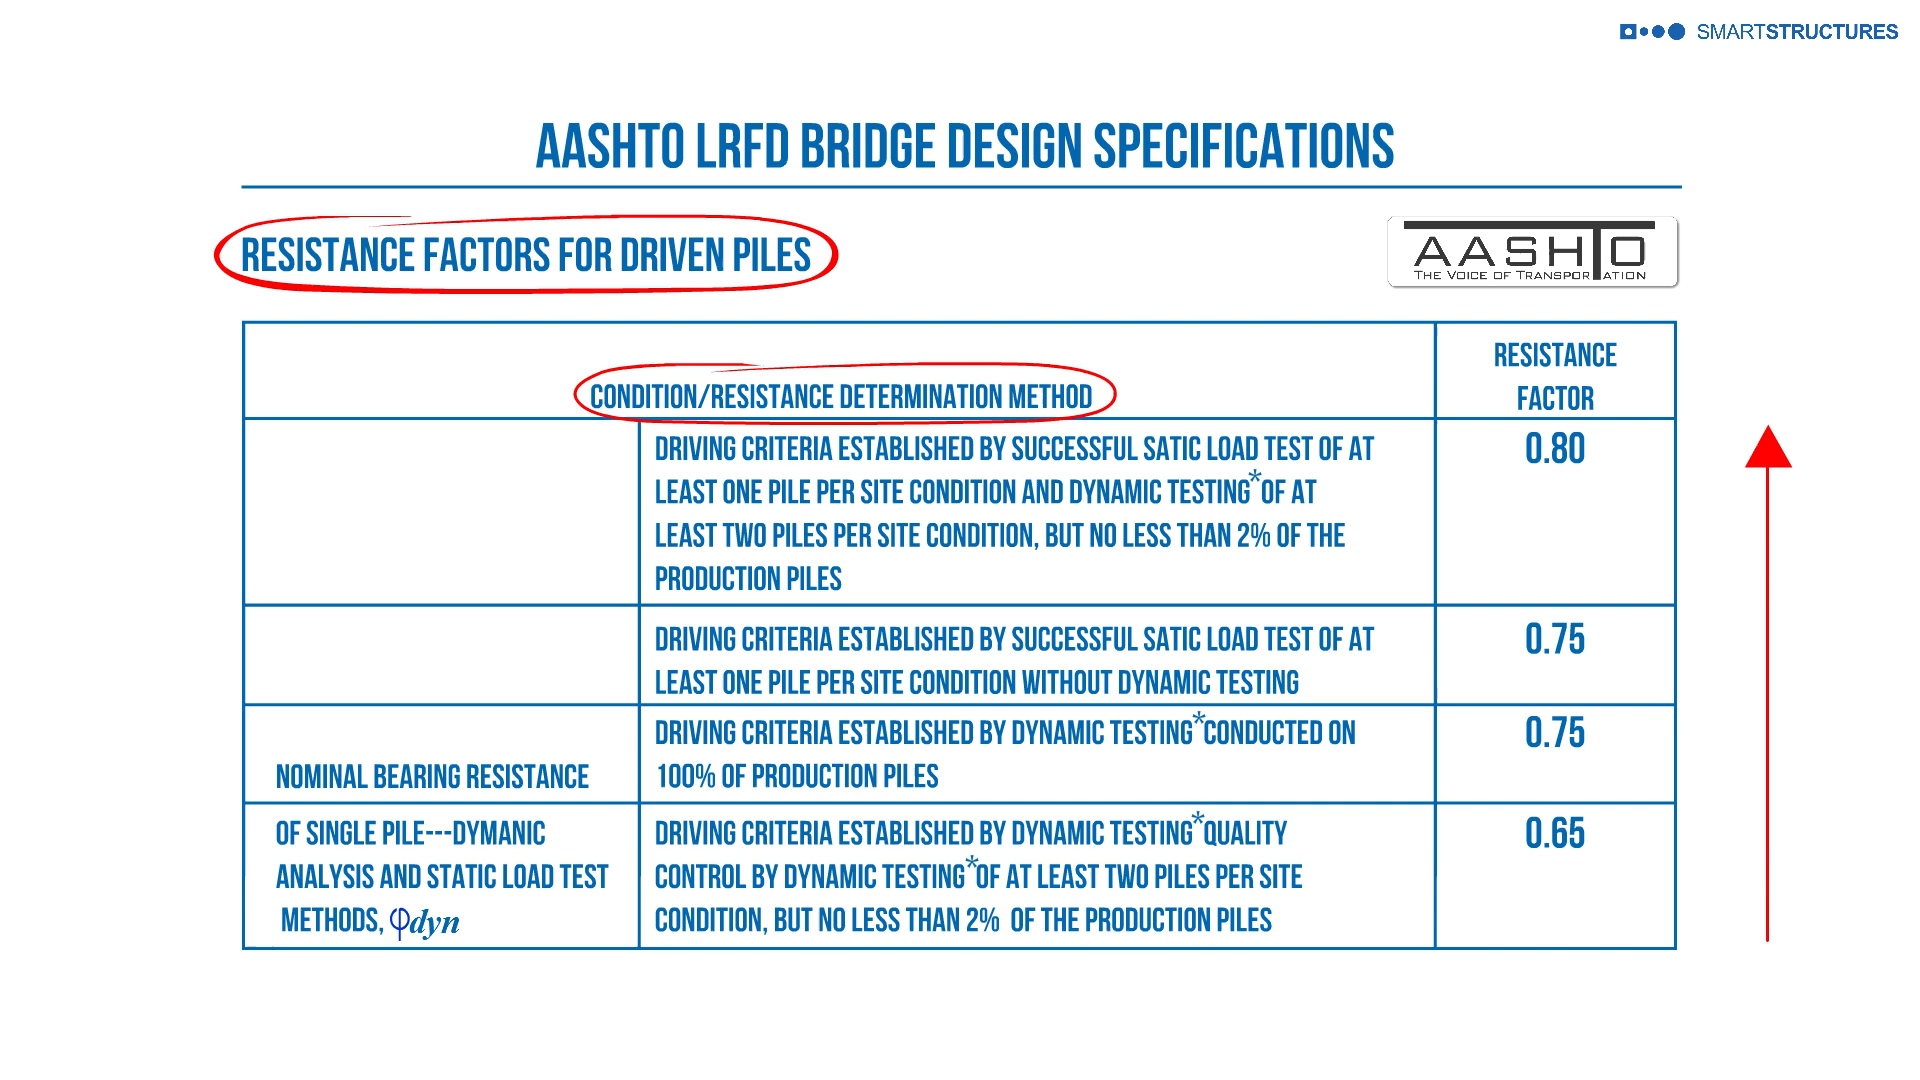 SMARTSTRUCTURES
AASHTO LRFD BRIDGE DESIGN SPECIFICATIONS
RESISTANCE FACTORS FOR DRIVEN PILES
AASHTO
THE VOICE OF TRANSPORTATION
CONDITION/RESISTANCE DETERMINATION METHOD
RESISTANCE
FACTOR
DRIVING CRITERIA ESTABLISHED BY SUCCESSFUL SATIC LOAD TEST OF AT
LEAST ONE PILE PER SITE CONDITION AND DYNAMIC TESTING*OF AT
LEAST TWO PILES PER SITE CONDITION, BUT NO LESS THAN 2% OF THE
PRODUCTION PILES
0.80
DRIVING CRITERIA ESTABLISHED BY SUCCESSFUL SATIC LOAD TEST OF AT
LEAST ONE PILE PER SITE CONDITION WITHOUT DYNAMIC TESTING
0.75
NOMINAL BEARING RESISTANCE
DRIVING CRITERIA ESTABLISHED BY DYNAMIC TESTING*CONDUCTED ON
100% OF PRODUCTION PILES
0.75
OF SINGLE PILE---DYMANIC
ANALYSIS AND STATIC LOAD TEST
METHODS, φdyn
DRIVING CRITERIA ESTABLISHED BY DYNAMIC TESTING*QUALITY
CONTROL BY DYNAMIC TESTING*OF AT LEAST TWO PILES PER SITE
CONDITION, BUT NO LESS THAN 2% OF THE PRODUCTION PILES
0.65